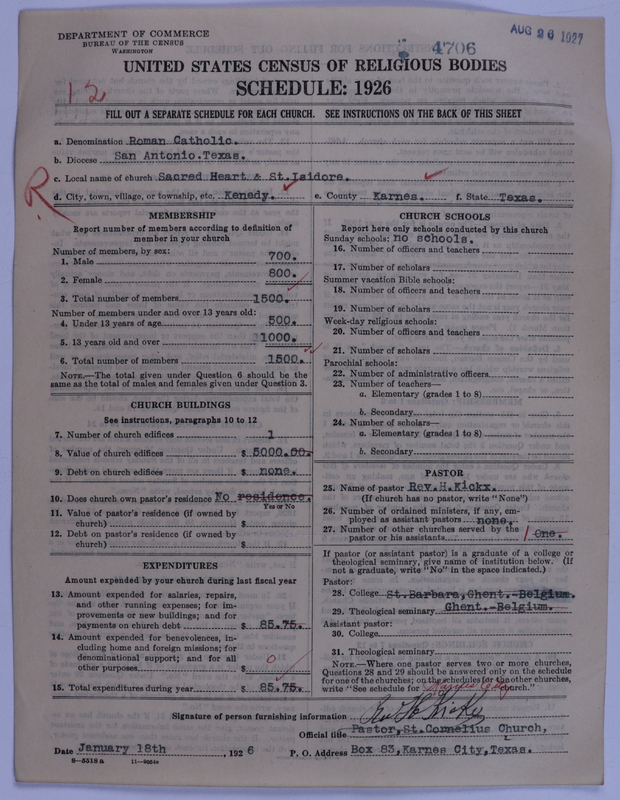 DEPARTMENT OF COMMERCE
BUREAU OF THE CENSUS
WASHINGTON
4706
AUG 26 1927
UNITED STATES CENSUS OF RELIGIOUS BODIES
SCHEDULE: 1926
12
FILL OUT A SEPARATE SCHEDULE FOR EACH CHURCH. SEE INSTRUCTIONS ON THE BACK OF THIS SHEET
a. Denomination Roman Catholic.
b. Diocese San Antonio.Texas.
c. Local name of church Sacred Heart & St.Isidore.
R
d. City, town, village, or township, etc. Kenedy. e. County Karnes. f. State Texas.
MEMBERSHIP
Report number of members according to definition of
member in your church
Number of members, by sex:
1. Male 700.
2. Female 800.
3. Total number of members 1500.
Number of members under and over 13 years old:
4. Under 13 years of age 500.
5. 13 years old and over 1000.
6. Total number of members 1500.
NOTE.—The total given under Question 6 should be the
same as the total of males and females given under Question 3.
CHURCH BUILDINGS
See instructions, paragraphs 10 to 12
7. Number of church edifices 1
8. Value of church edifices $ 5000.00.
9. Debt on church edifices $ none.
10. Does church own pastor's residence No residence.
Yes or No
11. Value of pastor's residence (if owned by
church) $
12. Debt on pastor's residence (if owned by
church) $
EXPENDITURES
Amount expended by your church during last fiscal year
13. Amount expended for salaries, repairs,
and other running expenses; for im-
provements or new buildings; and for
payments on church debt $ 85.75.
14. Amount expended for benevolences, in-
cluding home and foreign missions; for
denominational support; and for all
other purposes $ 0
15. Total expenditures during year $ 85.75.
CHURCH SCHOOLS
Report here only schools conducted by this church
Sunday schools: no schools.
16. Number of officers and teachers
17. Number of scholars
Summer vacation Bible schools:
18. Number of officers and teachers
19. Number of scholars
Week-day religious schools:
20. Number of officers and teachers
21. Number of scholars
Parochial schools:
22. Number of administrative officers
23. Number of teachers—
a. Elementary (grades 1 to 8)
b. Secondary
24. Number of scholars—
a. Elementary (grades 1 to 8)
b. Secondary
PASTOR
25. Name of pastor Rev.H.Kickx.
(If church has no pastor, write "None")
26. Number of ordained ministers, if any, em-
ployed as assistant pastors none.
27. Number of other churches served by the
pastor or his assistants 1 One.
If pastor (or assistant pastor) is a graduate of a college or
theological seminary, give name of institution below. (If
not a graduate, write "No" in the space indicated.)
Pastor:
28. College St.Barbara,Ghent.-Belgium.
29. Theological seminary Ghent.-Belgium.
Assistant pastor:
30. College
31. Theological seminary
NOTE.—Where one pastor serves two or more churches,
Questions 28 and 29 should be answered only on the schedule
for one of the churches; on the schedules for the other churches,
write "See schedule for Karnes City church."
Signature of person furnishing information Rev H Kickx
Official title Pastor,St.Cornelius Church,
Date January 18th, 1926 P. O. Address Box 83,Karnes City,Texas.
8—5518 a 11—9264a